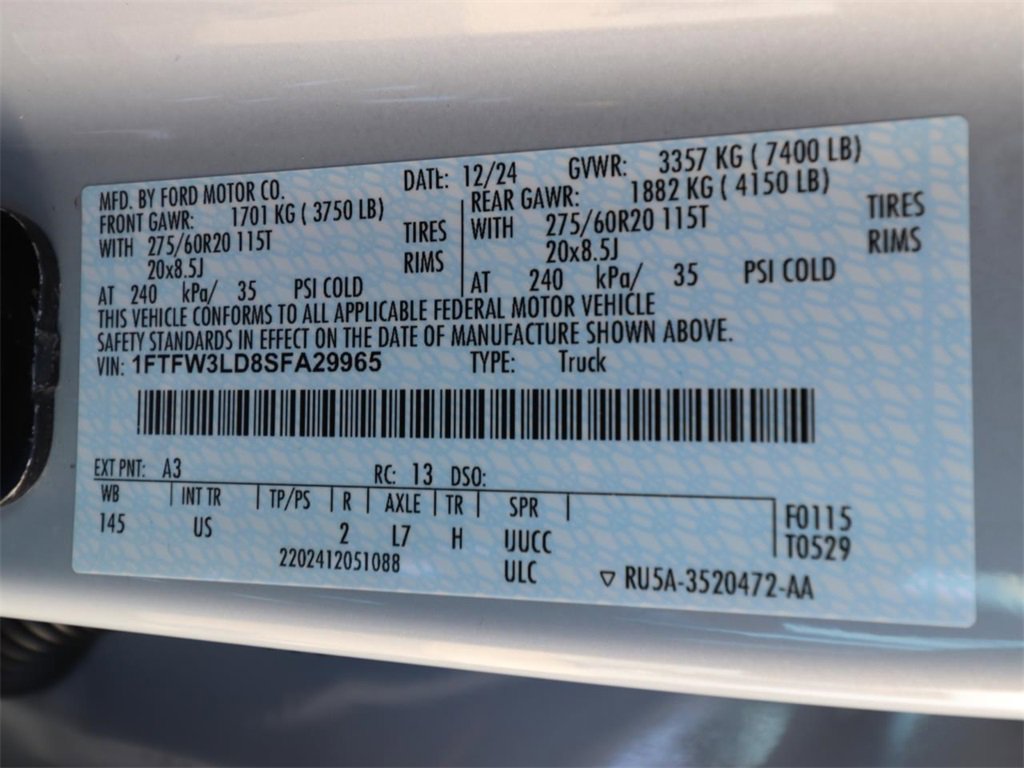 MFD. BY FORD MOTOR CO. DATE: 12/24 GVWR: 3357 KG ( 7400 LB)
FRONT GAWR: 1701 KG ( 3750 LB) REAR GAWR: 1882 KG ( 4150 LB)
WITH 275/60R20 115T TIRES WITH 275/60R20 115T TIRES
20x8.5J RIMS 20x8.5J RIMS
AT 240 kPa/ 35 PSI COLD AT 240 kPa/ 35 PSI COLD
THIS VEHICLE CONFORMS TO ALL APPLICABLE FEDERAL MOTOR VEHICLE
SAFETY STANDARDS IN EFFECT ON THE DATE OF MANUFACTURE SHOWN ABOVE.
VIN: 1FTFW3LD8SFA29965 TYPE: Truck
EXT PNT: A3 RC: 13 DSO:
WB INT TR TP/PS R AXLE TR SPR F0115
145 US 2 L7 H UUCC T0529
2202412051088 ULC ▽ RU5A-3520472-AA